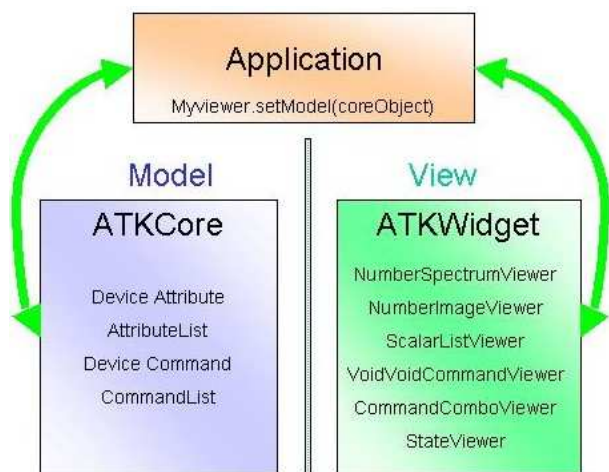 Application
Myviewer.setModel(coreObject)
Model
ATKCore
Device Attribute
AttributeList
Device Command
CommandList
View
ATKWidget
NumberSpectrumViewer
NumberImageViewer
ScalarListViewer
VoidVoidCommandViewer
CommandComboViewer
StateViewer